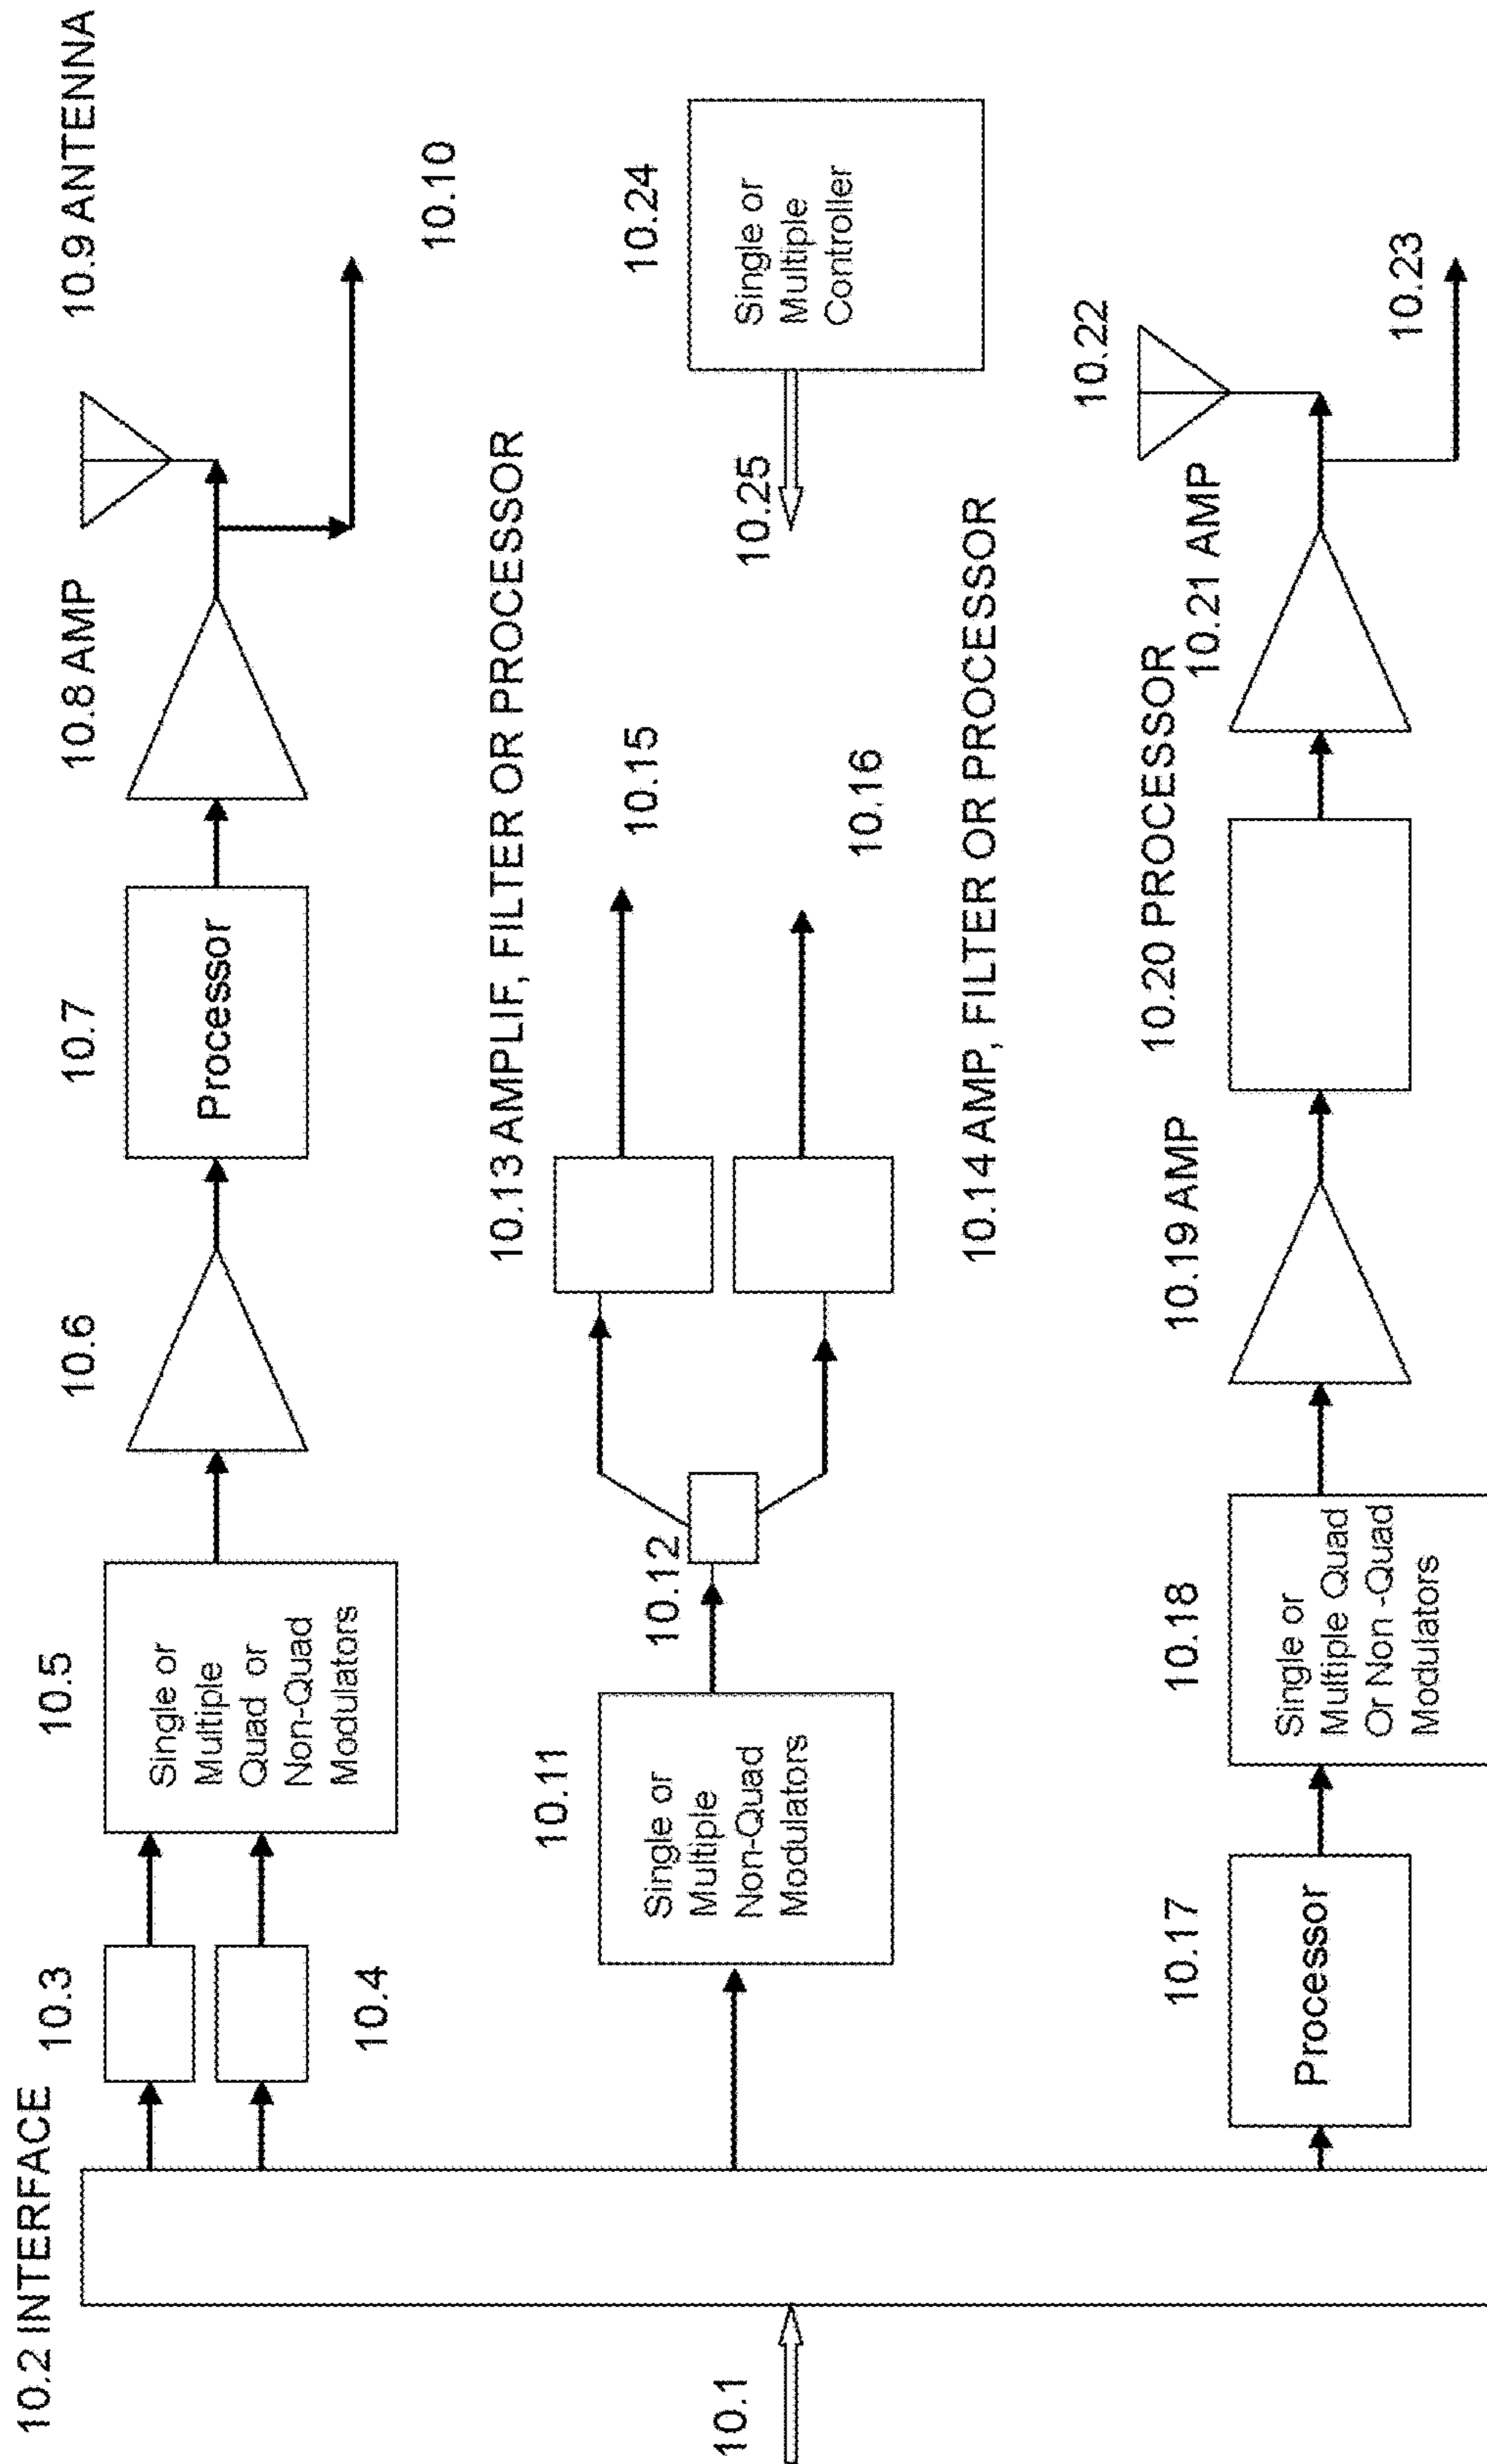 10.2 INTERFACE
10.3
10.5
10.6
10.7
10.8 AMP
10.9 ANTENNA
Single or
Multiple
Quad or
Non-Quad
Modulators
Processor
10.4
10.10
10.13 AMPLIF, FILTER OR PROCESSOR
10.11
10.12
10.15
10.24
Single or
Multiple
Non-Quad
Modulators
Single or
Multiple
Controller
10.1
10.25
10.16
10.14 AMP, FILTER OR PROCESSOR
10.17
10.18
10.19 AMP
10.20 PROCESSOR
10.21 AMP
10.22
Processor
Single or
Multiple Quad
Or Non -Quad
Modulators
10.23